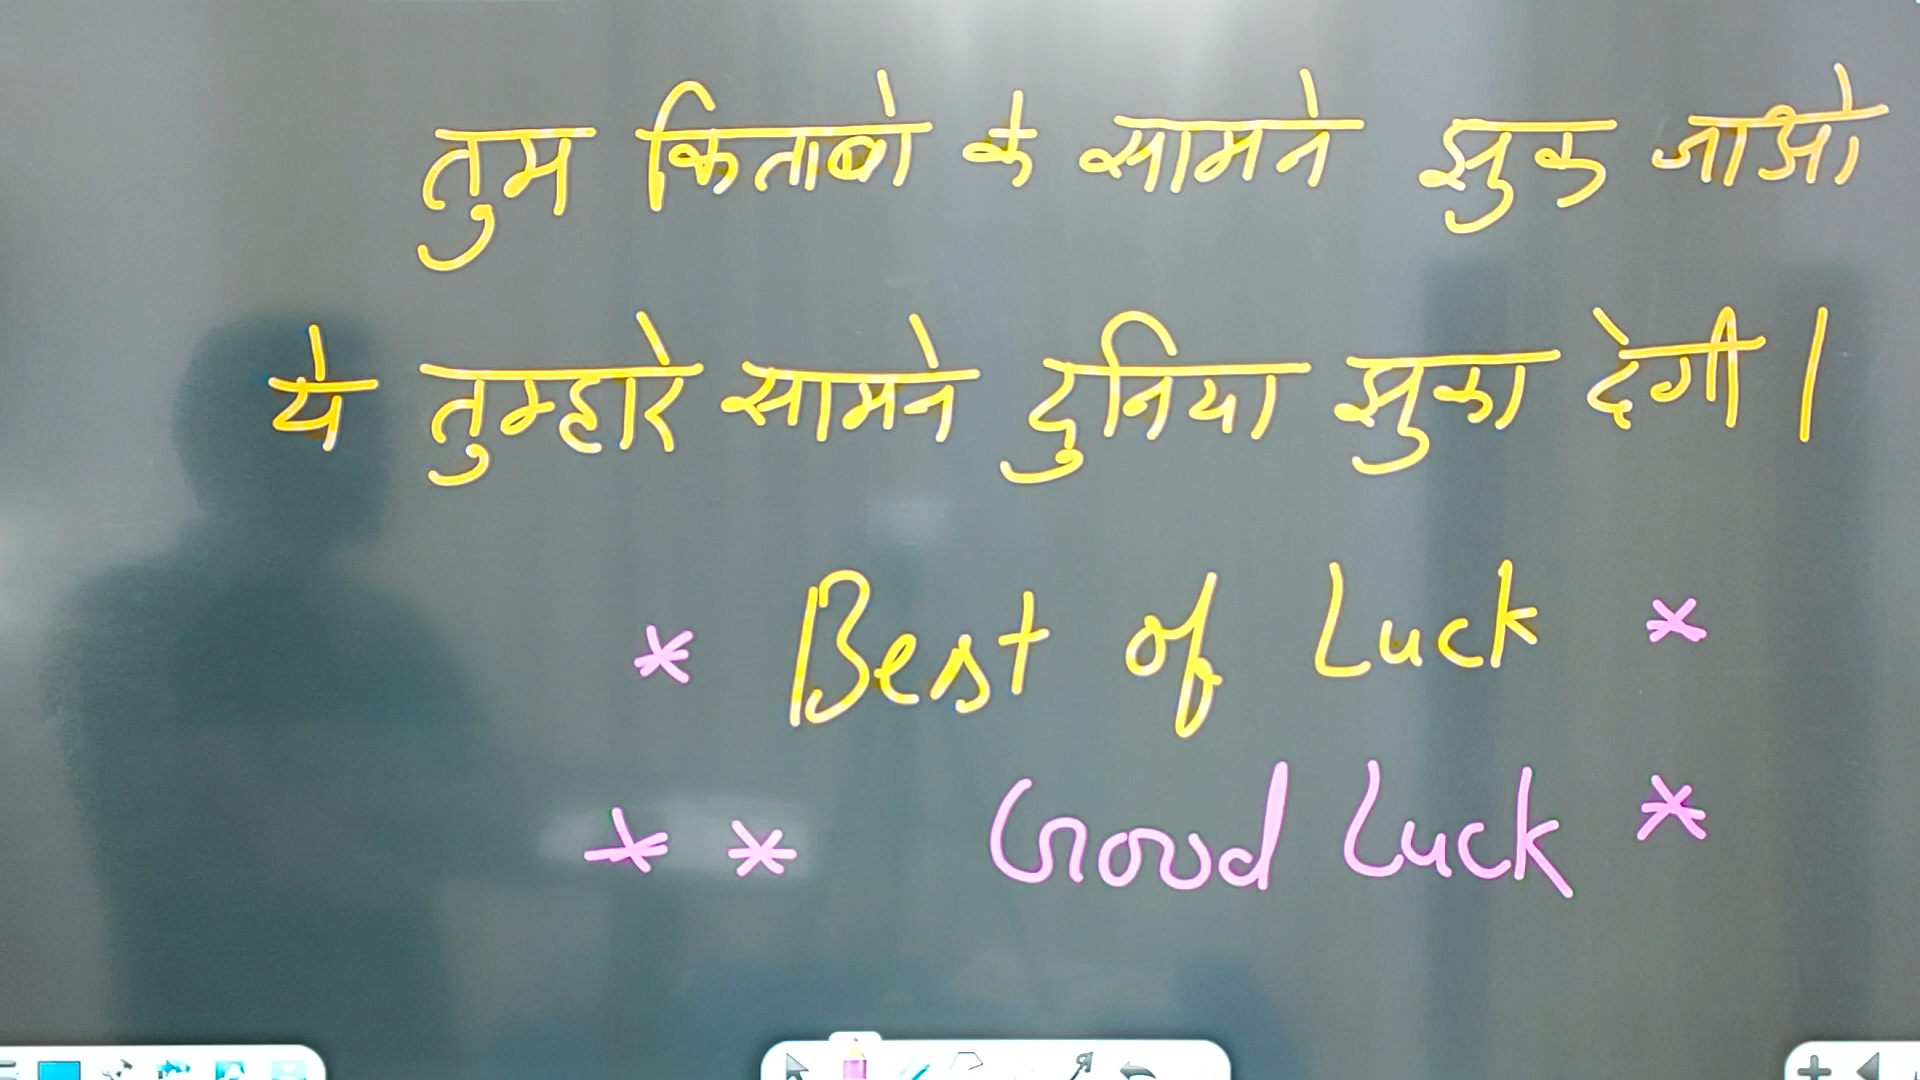 तुम किताबो के सामने झुक जाओ
ये तुम्हारे सामने दुनिया झुका देगी |
* Best of Luck *
* * Good Luck *